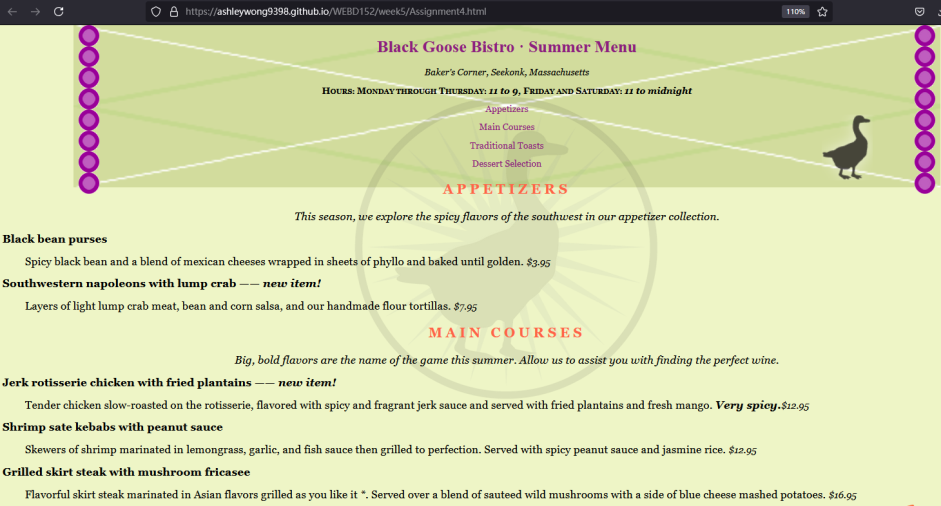 https://ashleywong9398.github.io/WEBD152/week5/Assignment4.html
110%
Black Goose Bistro · Summer Menu
Baker's Corner, Seekonk, Massachusetts
Hours: Monday through Thursday: 11 to 9, Friday and Saturday: 11 to midnight
Appetizers
Main Courses
Traditional Toasts
Dessert Selection
APPETIZERS
This season, we explore the spicy flavors of the southwest in our appetizer collection.
Black bean purses
Spicy black bean and a blend of mexican cheeses wrapped in sheets of phyllo and baked until golden. $3.95
Southwestern napoleons with lump crab —— new item!
Layers of light lump crab meat, bean and corn salsa, and our handmade flour tortillas. $7.95
MAIN COURSES
Big, bold flavors are the name of the game this summer. Allow us to assist you with finding the perfect wine.
Jerk rotisserie chicken with fried plantains —— new item!
Tender chicken slow-roasted on the rotisserie, flavored with spicy and fragrant jerk sauce and served with fried plantains and fresh mango. Very spicy.$12.95
Shrimp sate kebabs with peanut sauce
Skewers of shrimp marinated in lemongrass, garlic, and fish sauce then grilled to perfection. Served with spicy peanut sauce and jasmine rice. $12.95
Grilled skirt steak with mushroom fricasee
Flavorful skirt steak marinated in Asian flavors grilled as you like it *. Served over a blend of sauteed wild mushrooms with a side of blue cheese mashed potatoes. $16.95